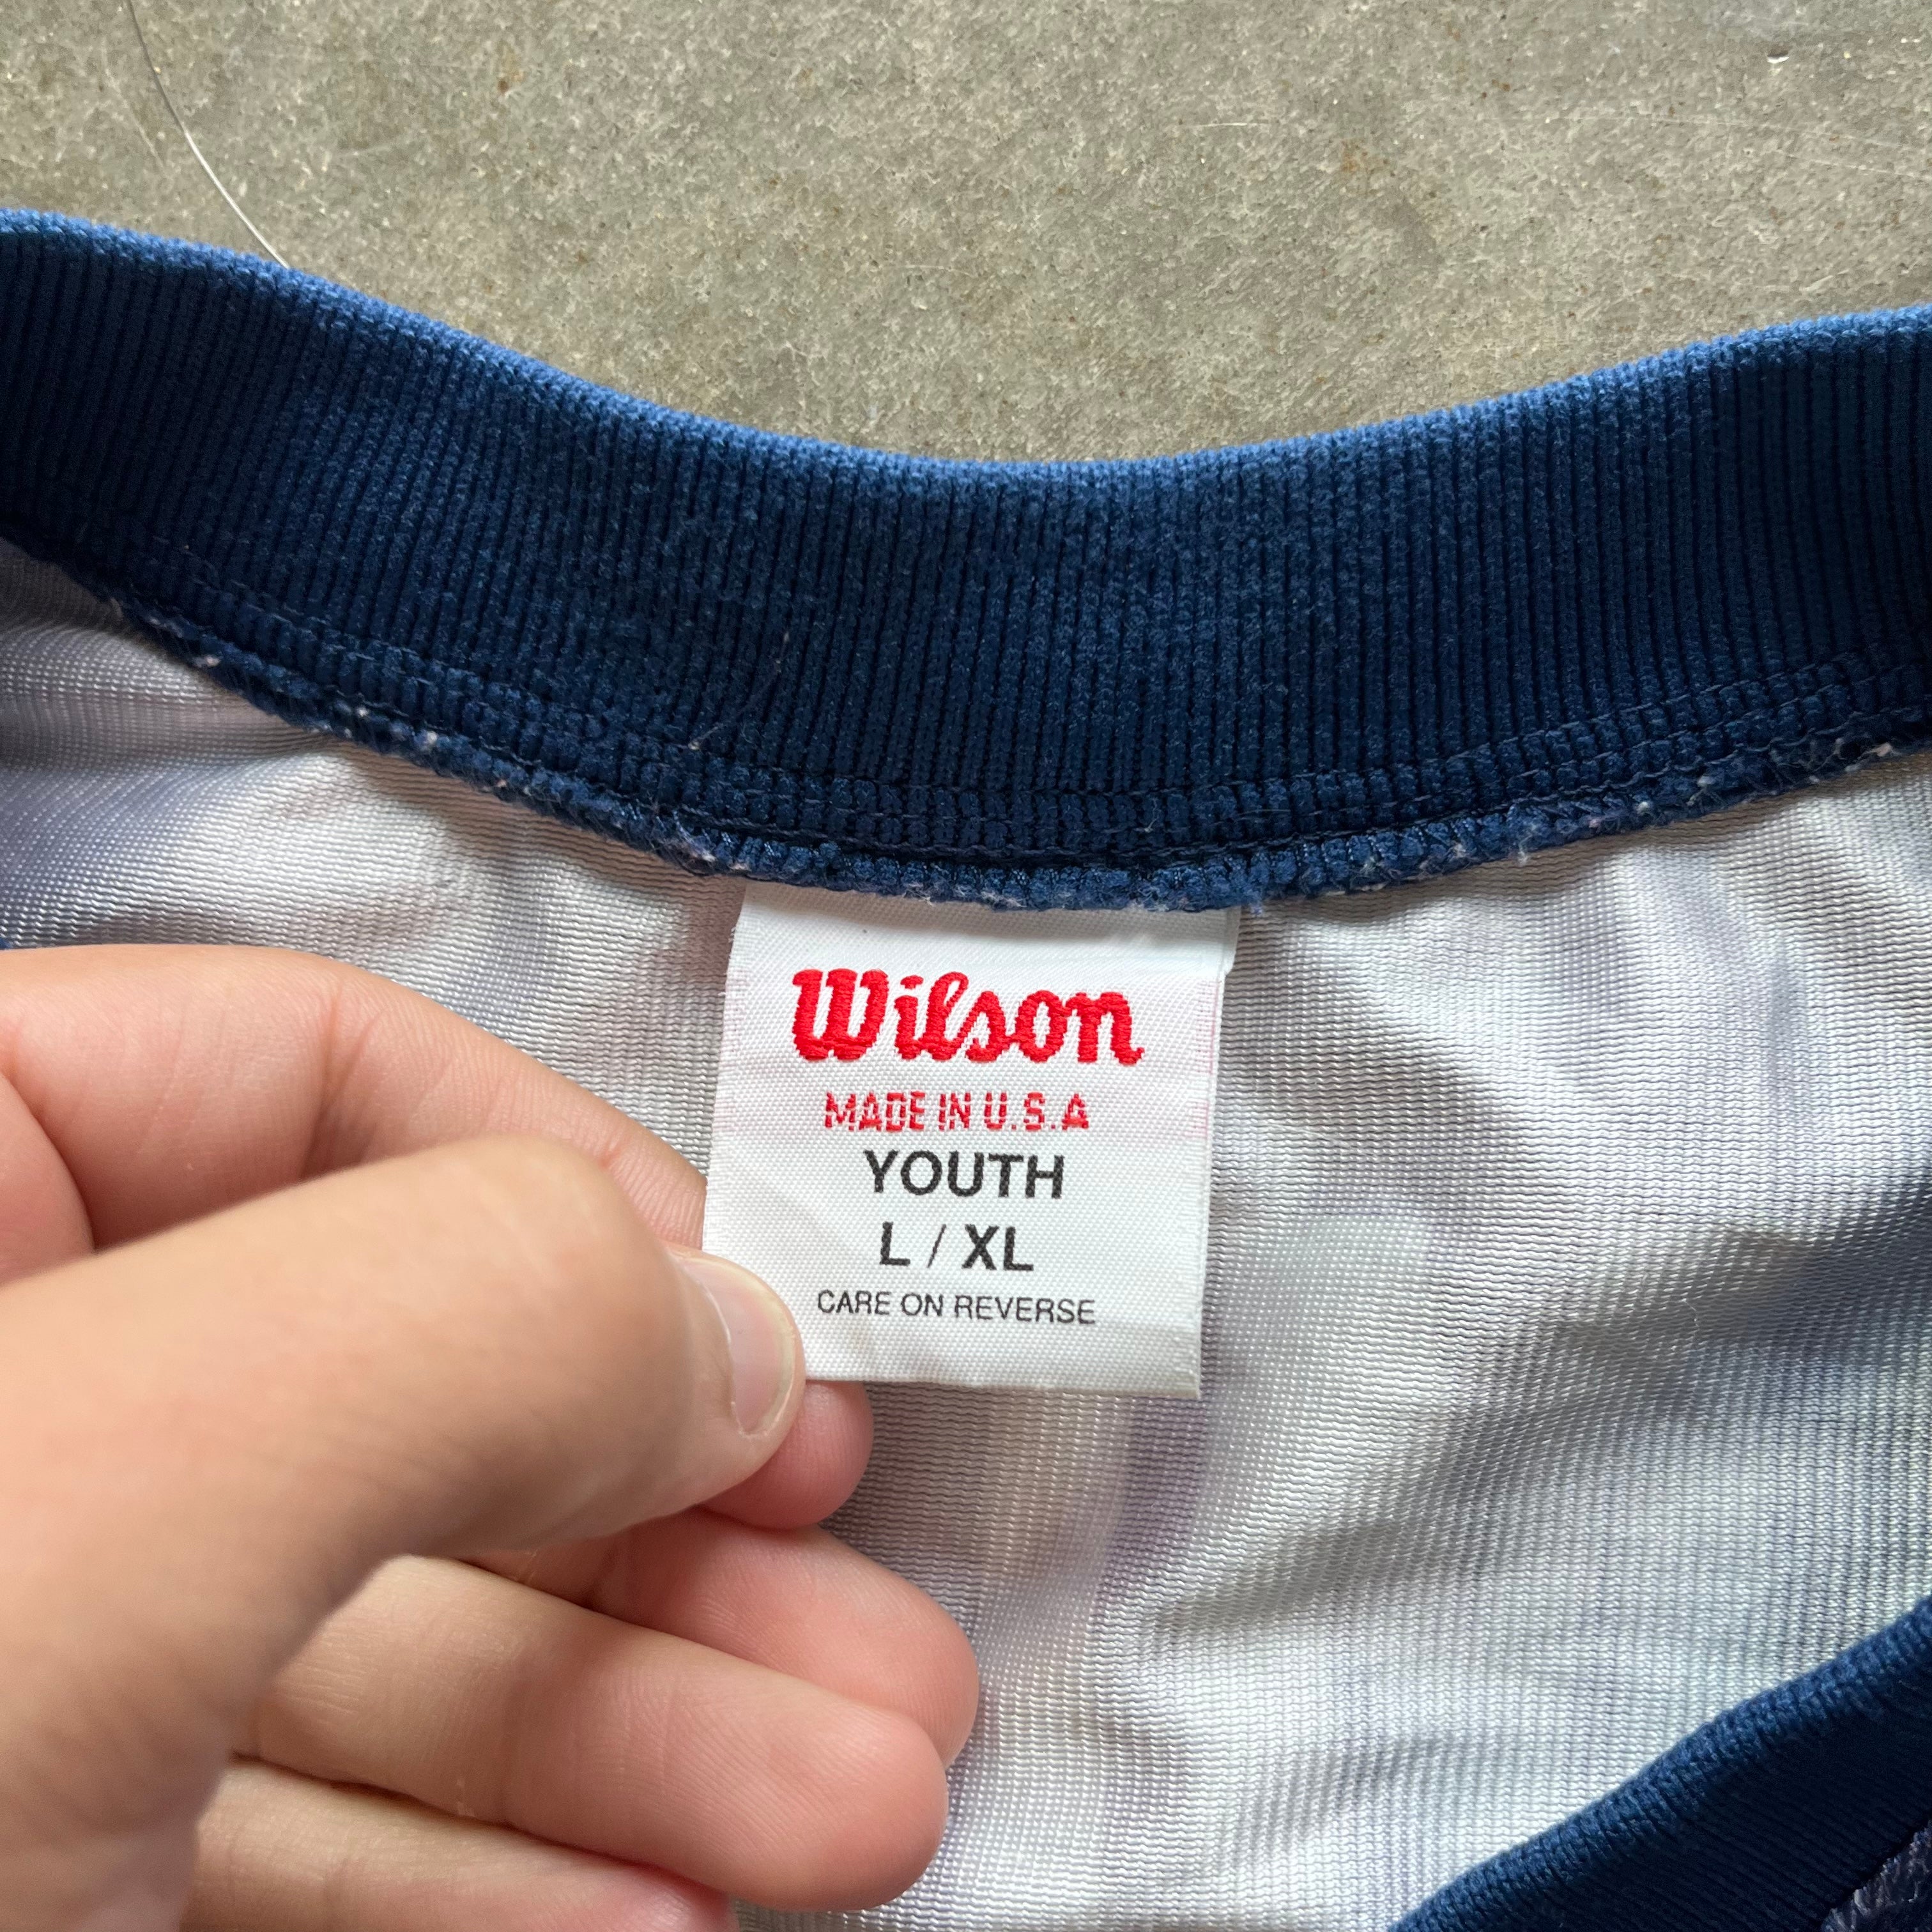 Wilson
MADE IN U.S.A
YOUTH
L / XL
CARE ON REVERSE